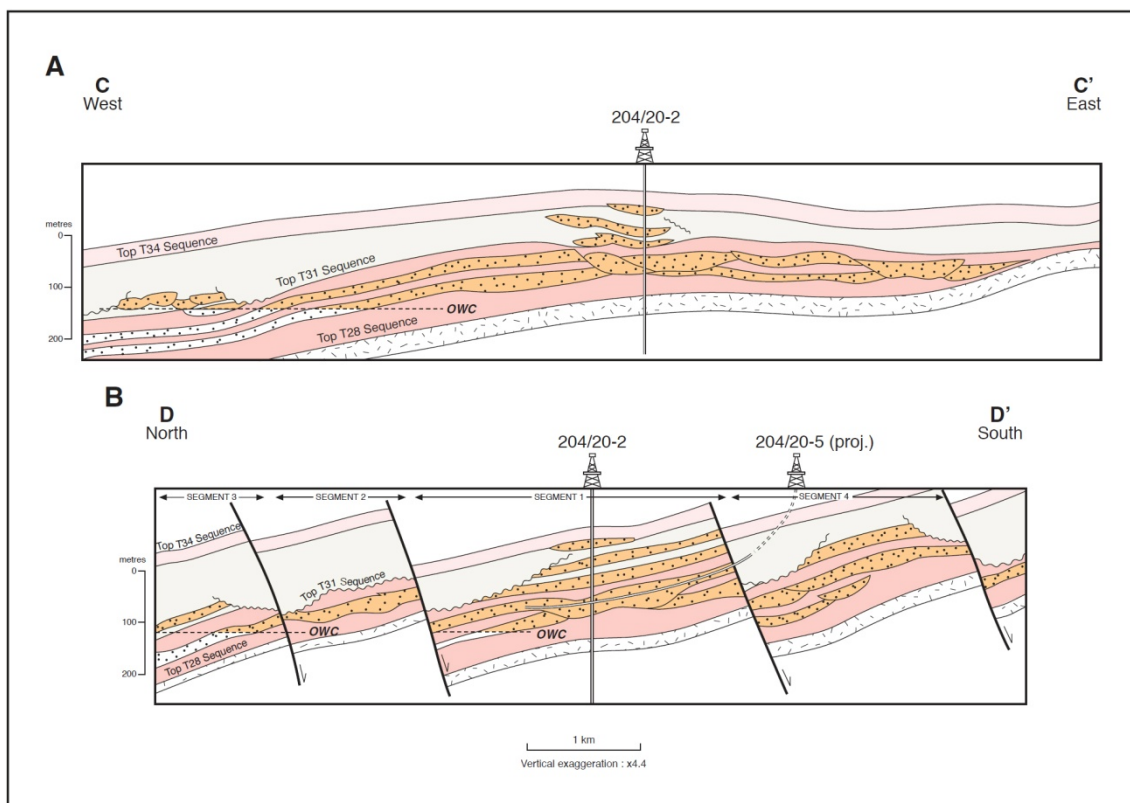 A
C
West
C'
East
204/20-2
metres
0
100
200
Top T34 Sequence
Top T31 Sequence
OWC
Top T28 Sequence
B
D
North
D'
South
204/20-2
204/20-5 (proj.)
SEGMENT 3
SEGMENT 2
SEGMENT 1
SEGMENT 4
metres
0
100
200
Top T34 Sequence
Top T31 Sequence
OWC
OWC
Top T28 Sequence
1 km
Vertical exaggeration : x4.4